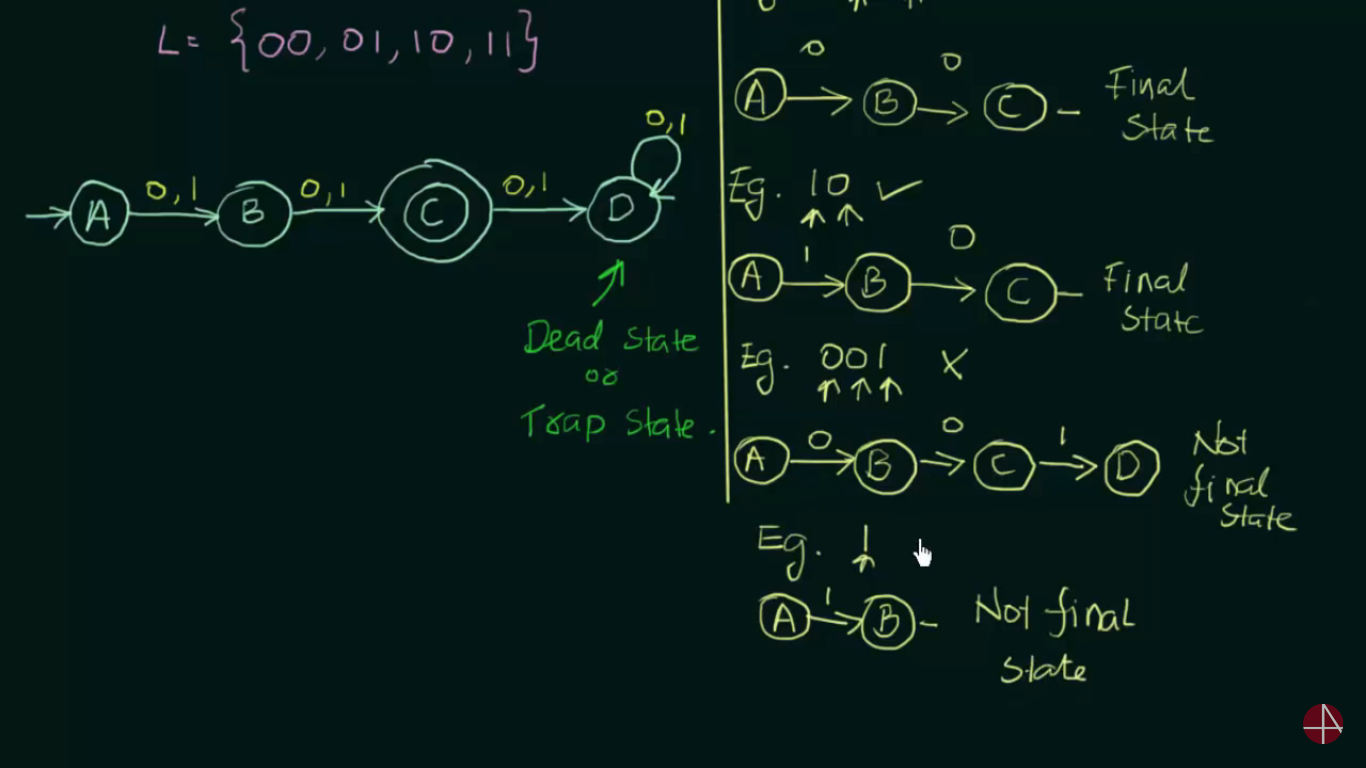 L= {00, 01, 10, 11}
0,1
0,1 0,1 0,1
A B C D
Dead State
or
Trap State.
0 0
A B C – Final
State
Eg. 10 ✓
1 0
A B C – Final
State
Eg. 001 X
0 0 1
A B C D Not
final
State
Eg. 1
1
A B – Not final
State